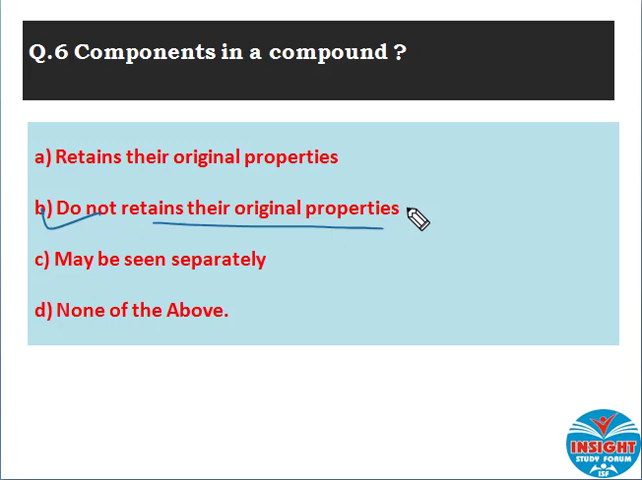 Q.6 Components in a compound ?
a) Retains their original properties
b) Do not retains their original properties
c) May be seen separately
d) None of the Above.
INSIGHT
STUDY FORUM
ISF